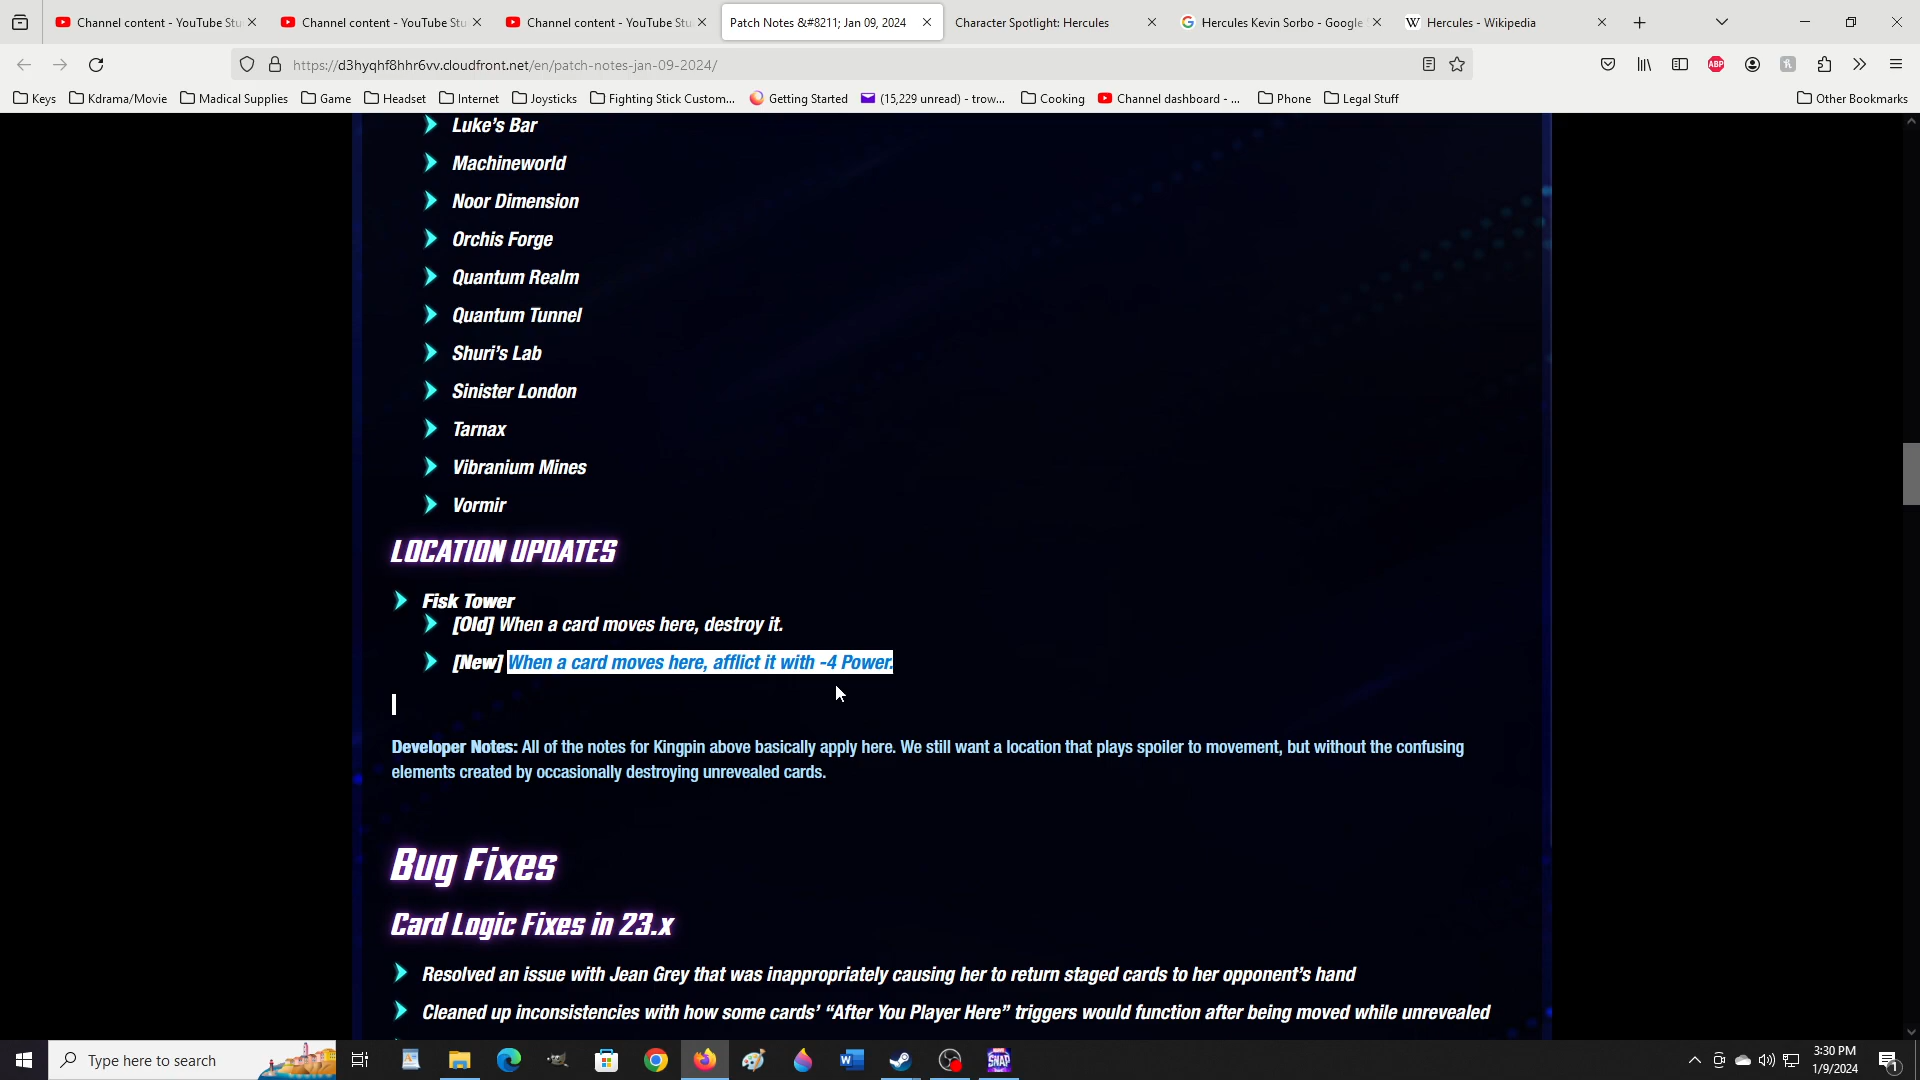 Channel content - YouTube Stu
Channel content - YouTube Stu
Channel content - YouTube Stu
Patch Notes &#8211; Jan 09, 2024
Character Spotlight: Hercules
Hercules Kevin Sorbo - Google
Hercules - Wikipedia
https://d3hyqhf8hhr6vv.cloudfront.net/en/patch-notes-jan-09-2024/
ABP
Keys
Kdrama/Movie
Madical Supplies
Game
Headset
Internet
Joysticks
Fighting Stick Custom...
Getting Started
(15,229 unread) - trow...
Cooking
Channel dashboard - ...
Phone
Legal Stuff
Other Bookmarks
Luke's Bar
Machineworld
Noor Dimension
Orchis Forge
Quantum Realm
Quantum Tunnel
Shuri's Lab
Sinister London
Tarnax
Vibranium Mines
Vormir
LOCATION UPDATES
Fisk Tower
[Old] When a card moves here, destroy it.
[New] When a card moves here, afflict it with -4 Power.
Developer Notes: All of the notes for Kingpin above basically apply here. We still want a location that plays spoiler to movement, but without the confusing
elements created by occasionally destroying unrevealed cards.
Bug Fixes
Card Logic Fixes in 23.x
Resolved an issue with Jean Grey that was inappropriately causing her to return staged cards to her opponent's hand
Cleaned up inconsistencies with how some cards' “After You Player Here” triggers would function after being moved while unrevealed
Type here to search
SNAP
3:30 PM
1/9/2024
1